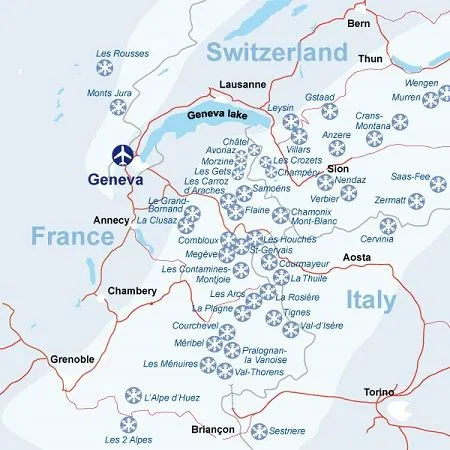 Bern
Les Rousses
Switzerland
Thun
Lausanne
Wengen
Monts Jura
Leysin
Gstaad
Murren
Geneva lake
Crans-
Montana
Anzere
Châtel
Villars
Avoriaz
Morzine
Les Crozets
Sion
Geneva
Les Gets
Champéry
Saas-Fee
Les Carroz
d'Araches
Samoëns
Nendaz
Verbier
Zermatt
Le Grand-
Bornand
Annecy
Flaine
Chamonix
Mont-Blanc
La Clusaz
Cervinia
France
Combloux
Les Houches
St-Gervais
Megève
Courmayeur
Aosta
Les Contamines-
Montjoie
La Thuile
Chambery
Les Arcs
La Rosière
Italy
La Plagne
Tignes
Courchevel
Val-d'Isère
Méribel
Pralognan-
la Vanoise
Grenoble
Les Ménuires
Val-Thorens
L'Alpe d'Huez
Torino
Les 2 Alpes
Briançon
Sestriere